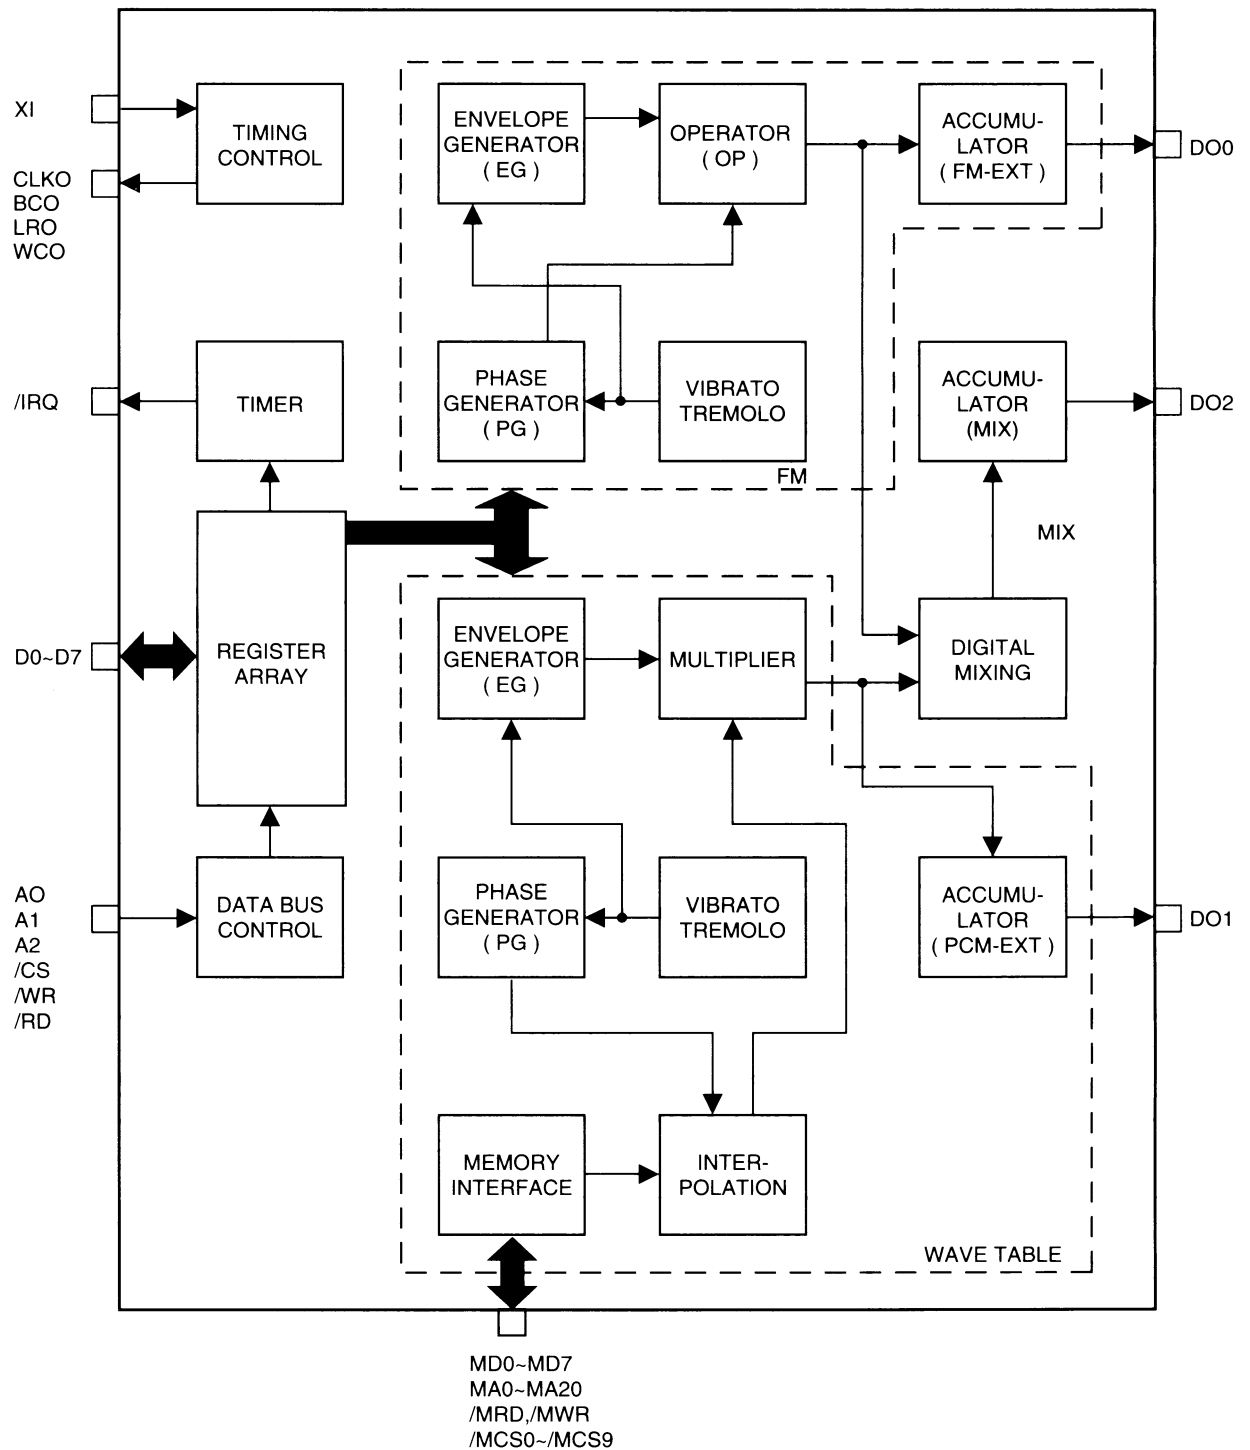 XI
CLKO
BCO
LRO
WCO
TIMING
CONTROL
ENVELOPE
GENERATOR
( EG )
OPERATOR
( OP )
ACCUMU-
LATOR
( FM-EXT )
DO0
/IRQ
TIMER
PHASE
GENERATOR
( PG )
VIBRATO
TREMOLO
FM
ACCUMU-
LATOR
(MIX)
DO2
MIX
D0~D7
REGISTER
ARRAY
ENVELOPE
GENERATOR
( EG )
MULTIPLIER
DIGITAL
MIXING
AO
A1
A2
/CS
/WR
/RD
DATA BUS
CONTROL
PHASE
GENERATOR
( PG )
VIBRATO
TREMOLO
ACCUMU-
LATOR
( PCM-EXT )
DO1
MEMORY
INTERFACE
INTER-
POLATION
WAVE TABLE
MD0~MD7
MA0~MA20
/MRD,/MWR
/MCS0~/MCS9